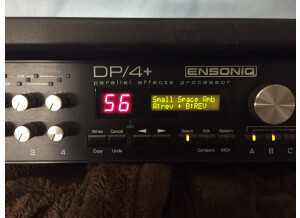 DP/4+ ENSONIQ
parallel effects processor
56
Small Space Amb
A:rev + B:REV
Write Cancel Select Edit System
Copy Undo Compare MIDI
3 4 A B C